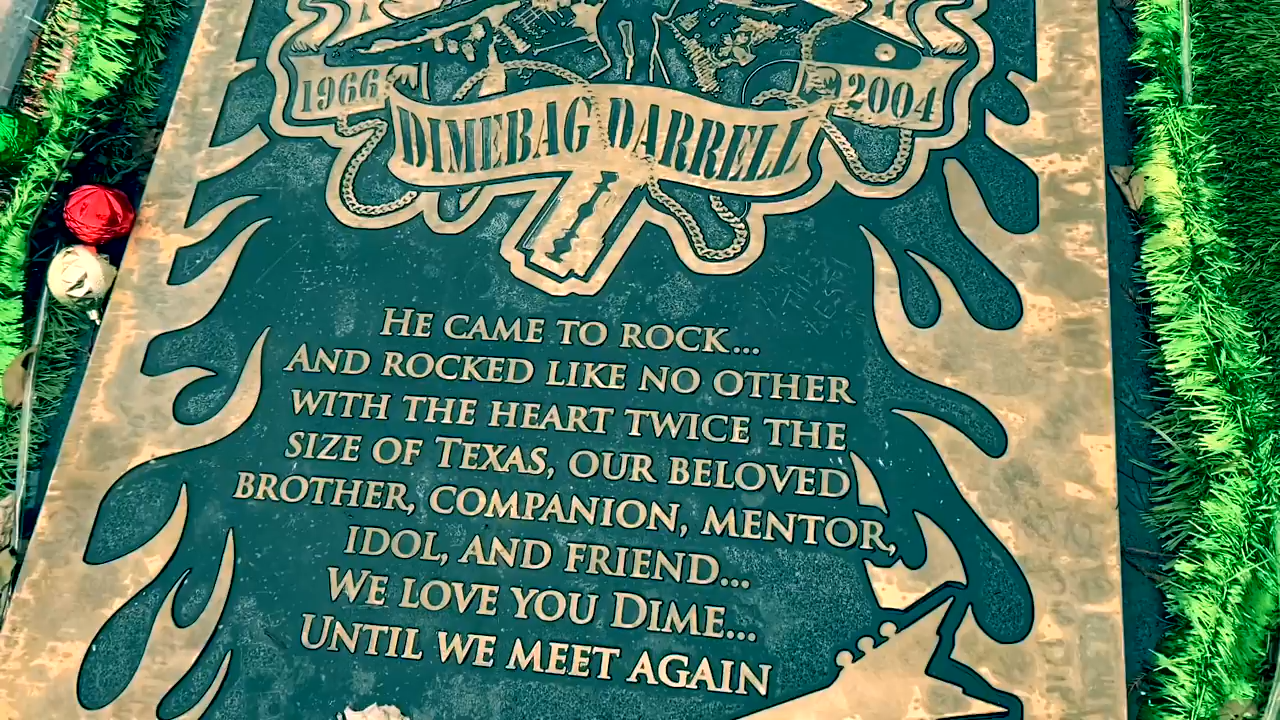 1966
2004
DIMEBAG DARRELL
HE CAME TO ROCK...
AND ROCKED LIKE NO OTHER
WITH THE HEART TWICE THE
SIZE OF TEXAS, OUR BELOVED
BROTHER, COMPANION, MENTOR,
IDOL, AND FRIEND...
WE LOVE YOU DIME...
UNTIL WE MEET AGAIN